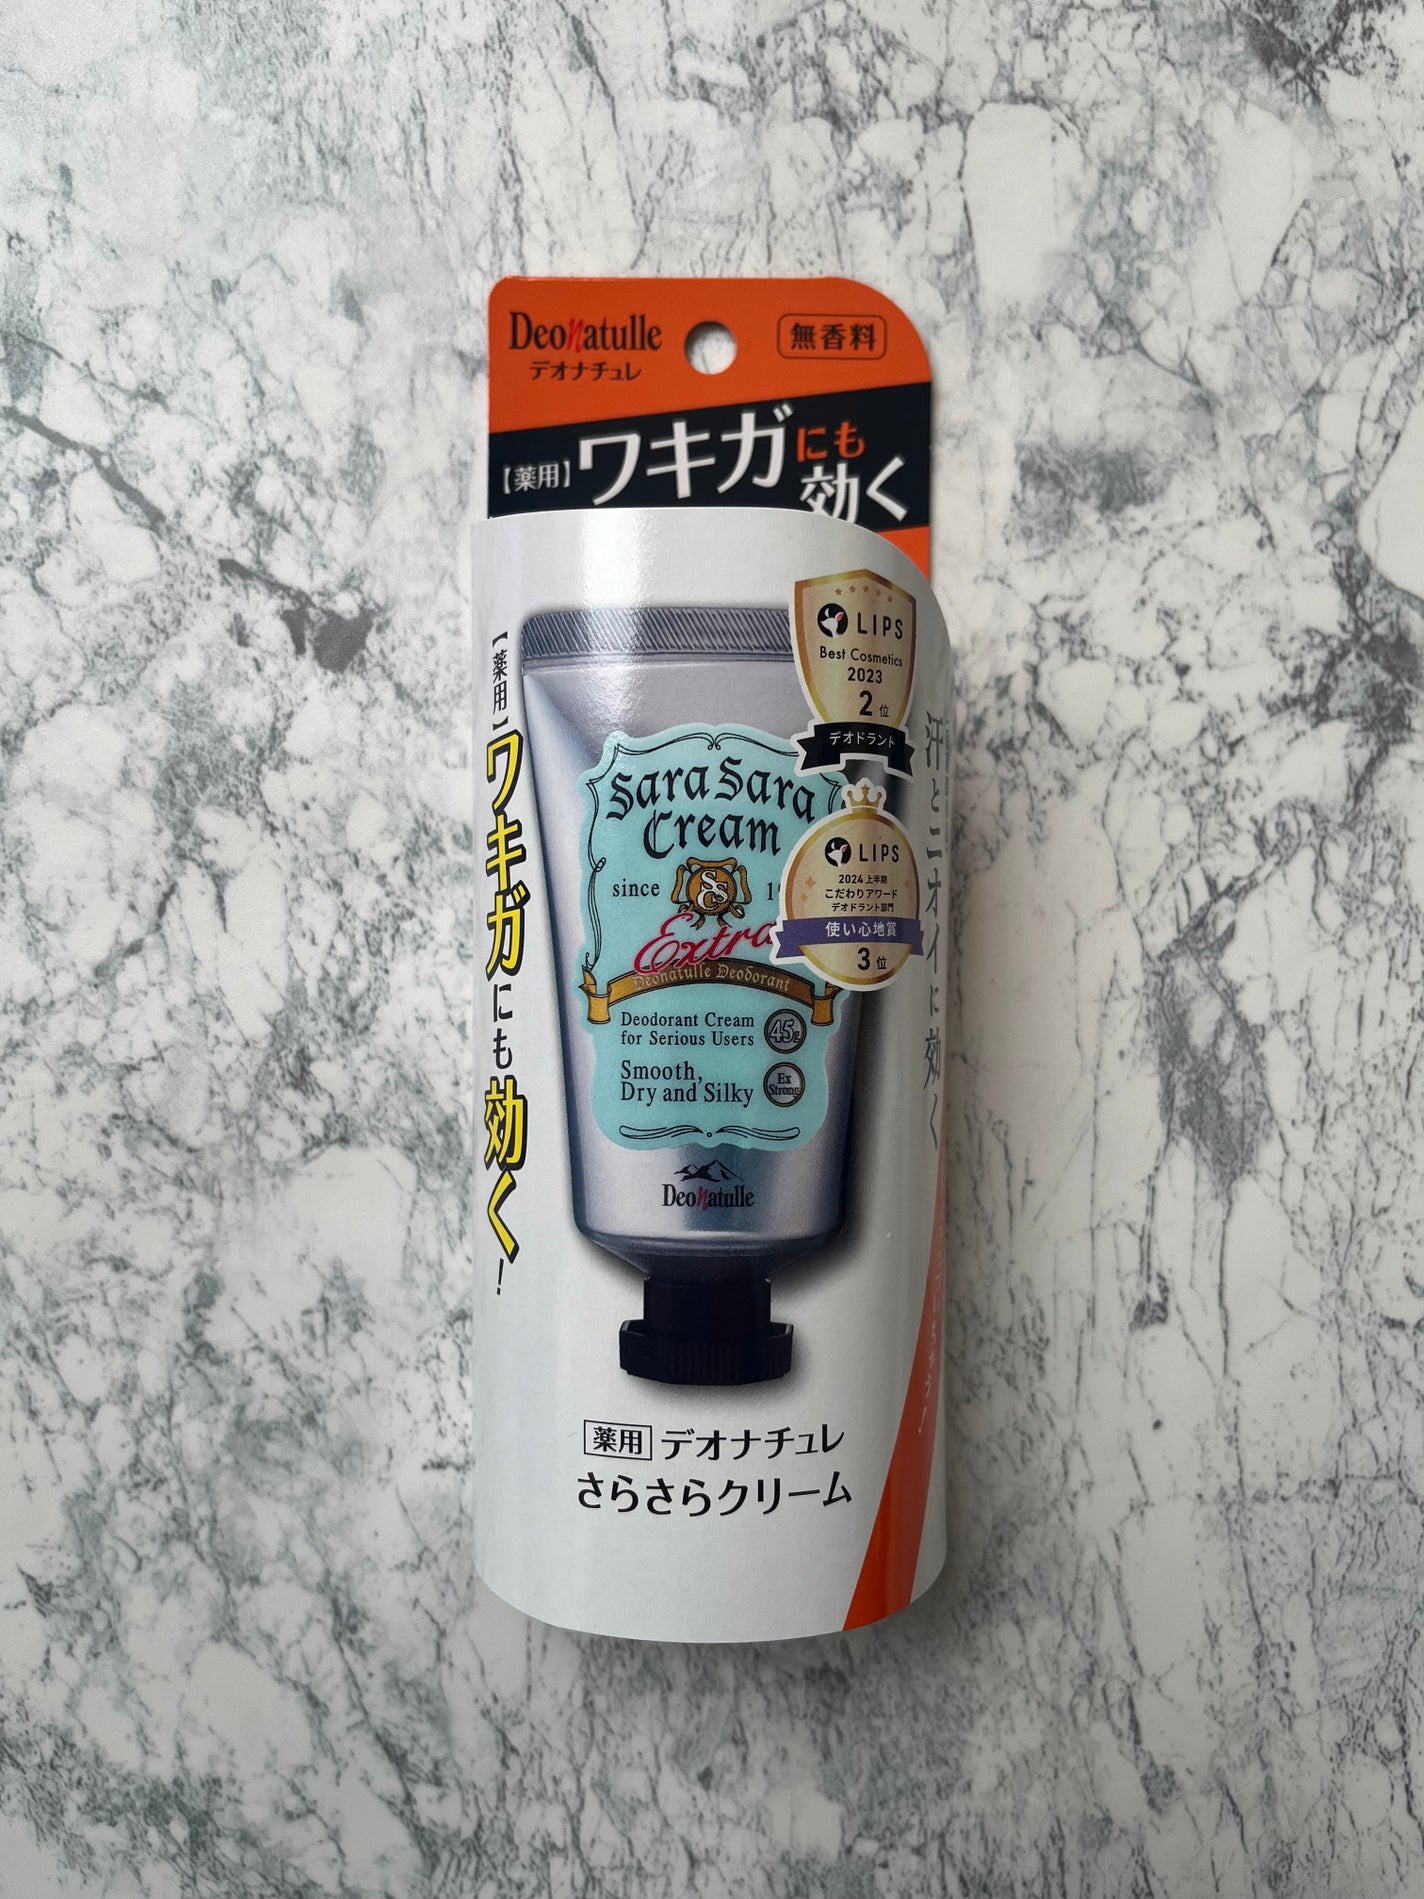 Deonatulle
デオナチュレ
無香料
【薬用】ワキガにも効く
【薬用】ワキガにも効く!
LIPS
Best Cosmetics
2023
2位
デオドラント
LIPS
2024上半期
こだわりアワード
デオドラント部門
使い心地賞
3位
Sara Sara
Cream
since
Extra
Deonatulle Deodorant
Deodorant Cream
for Serious Users
45g
Smooth,
Dry and Silky
Ex
Strong
Deonatulle
汗とニオイに効く
薬用 デオナチュレ
さらさらクリーム